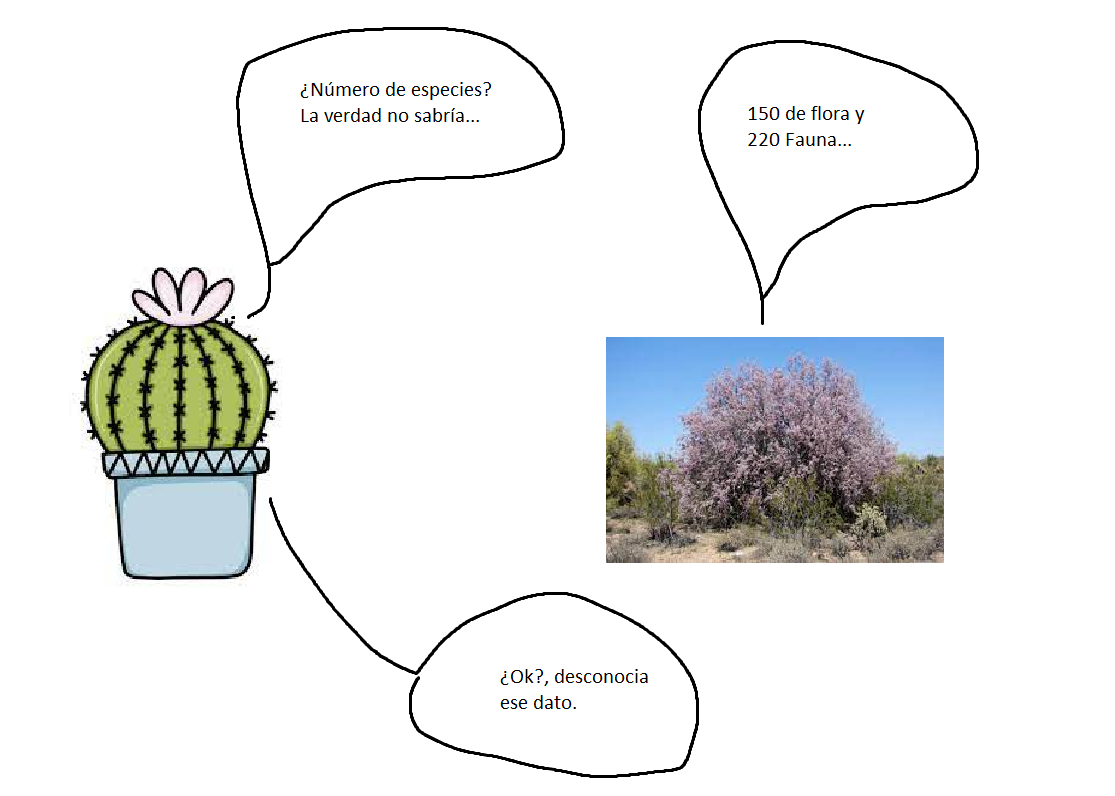 ¿Número de especies?
La verdad no sabría...
150 de flora y
220 Fauna...
¿Ok?, desconocia
ese dato.